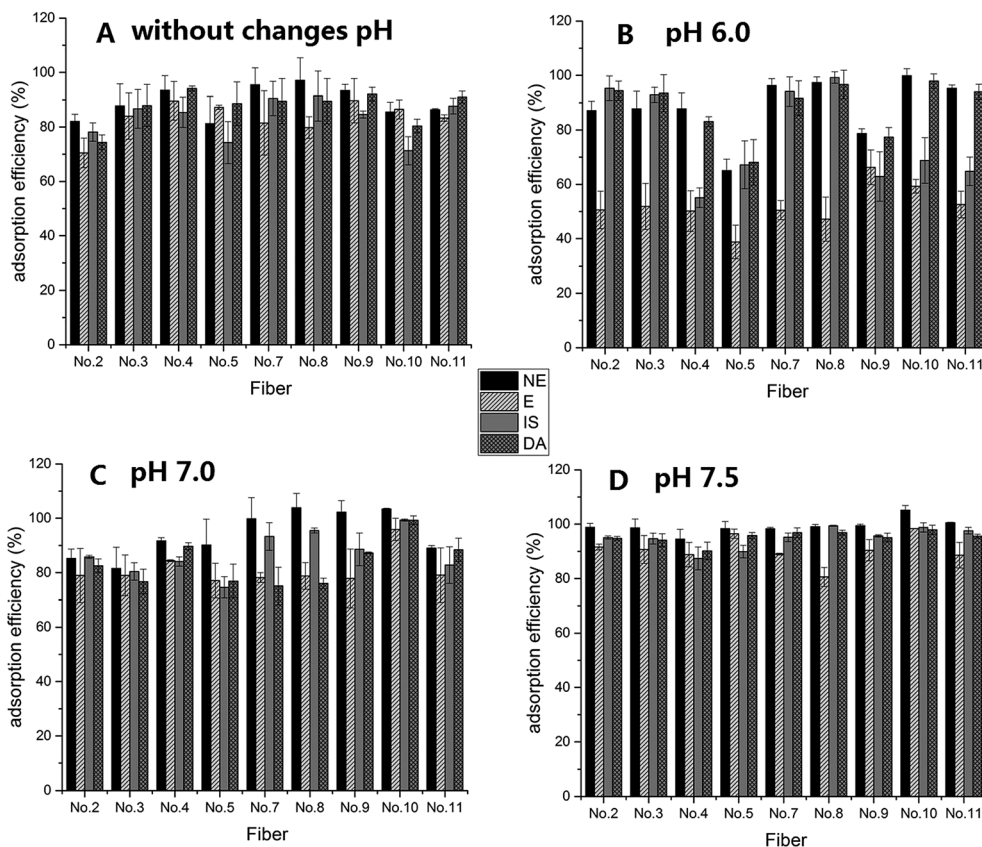 A without changes pH
adsorption efficiency (%)
120
100
80
60
40
20
0
No.2 No.3 No.4 No.5 No.7 No.8 No.9 No.10 No.11
Fiber
B pH 6.0
adsorption efficiency (%)
120
100
80
60
40
20
0
No.2 No.3 No.4 No.5 No.7 No.8 No.9 No.10 No.11
Fiber
NE
E
IS
DA
C pH 7.0
adsorption efficiency (%)
120
100
80
60
40
20
0
No.2 No.3 No.4 No.5 No.7 No.8 No.9 No.10 No.11
Fiber
D pH 7.5
adsorption efficiency (%)
120
100
80
60
40
20
0
No.2 No.3 No.4 No.5 No.7 No.8 No.9 No.10 No.11
Fiber